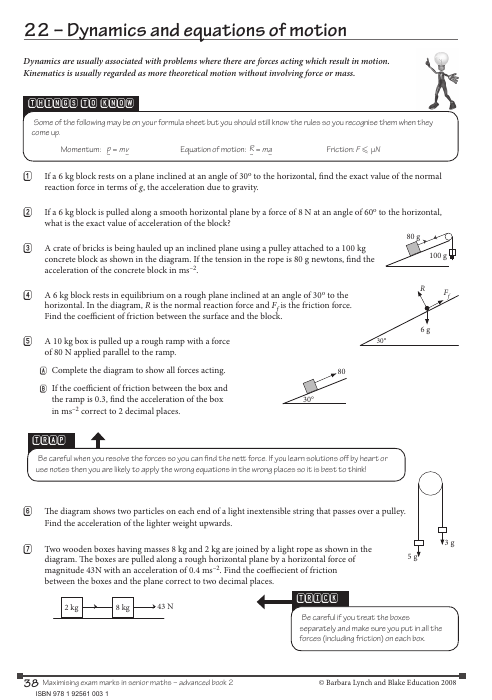 22 – Dynamics and equations of motion
Dynamics are usually associated with problems where there are forces acting which result in motion.
Kinematics is usually regarded as more theoretical motion without involving force or mass.
THINGS TO KNOW
Some of the following may be on your formula sheet but you should still know the rules so you recognise them when they
come up.
Momentum: p = mv Equation of motion: R = ma Friction: F ≤ μN
1 If a 6 kg block rests on a plane inclined at an angle of 30° to the horizontal, find the exact value of the normal
reaction force in terms of g, the acceleration due to gravity.
2 If a 6 kg block is pulled along a smooth horizontal plane by a force of 8 N at an angle of 60° to the horizontal,
what is the exact value of acceleration of the block?
3 A crate of bricks is being hauled up an inclined plane using a pulley attached to a 100 kg
concrete block as shown in the diagram. If the tension in the rope is 80 g newtons, find the
acceleration of the concrete block in ms⁻².
80 g
100 g
4 A 6 kg block rests in equilibrium on a rough plane inclined at an angle of 30° to the
horizontal. In the diagram, R is the normal reaction force and Ff is the friction force.
Find the coefficient of friction between the surface and the block.
R
Ff
6 g
30°
5 A 10 kg box is pulled up a rough ramp with a force
of 80 N applied parallel to the ramp.
A Complete the diagram to show all forces acting.
B If the coefficient of friction between the box and
the ramp is 0.3, find the acceleration of the box
in ms⁻² correct to 2 decimal places.
80
30°
TRAP
Be careful when you resolve the forces so you can find the nett force. If you learn solutions off by heart or
use notes then you are likely to apply the wrong equations in the wrong places so it is best to think!
6 The diagram shows two particles on each end of a light inextensible string that passes over a pulley.
Find the acceleration of the lighter weight upwards.
3 g
5 g
7 Two wooden boxes having masses 8 kg and 2 kg are joined by a light rope as shown in the
diagram. The boxes are pulled along a rough horizontal plane by a horizontal force of
magnitude 43N with an acceleration of 0.4 ms⁻². Find the coefficient of friction
between the boxes and the plane correct to two decimal places.
2 kg 8 kg 43 N
TRICK
Be careful if you treat the boxes
separately and make sure you put in all the
forces (including friction) on each box.
38 Maximising exam marks in senior maths – advanced book 2 © Barbara Lynch and Blake Education 2008
ISBN 978 1 92561 003 1